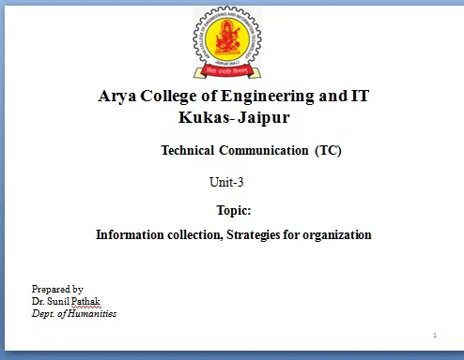 Arya College of Engineering and IT
Kukas- Jaipur
Technical Communication (TC)
Unit-3
Topic:
Information collection, Strategies for organization
Prepared by
Dr. Sunil Pathak
Dept. of Humanities
1